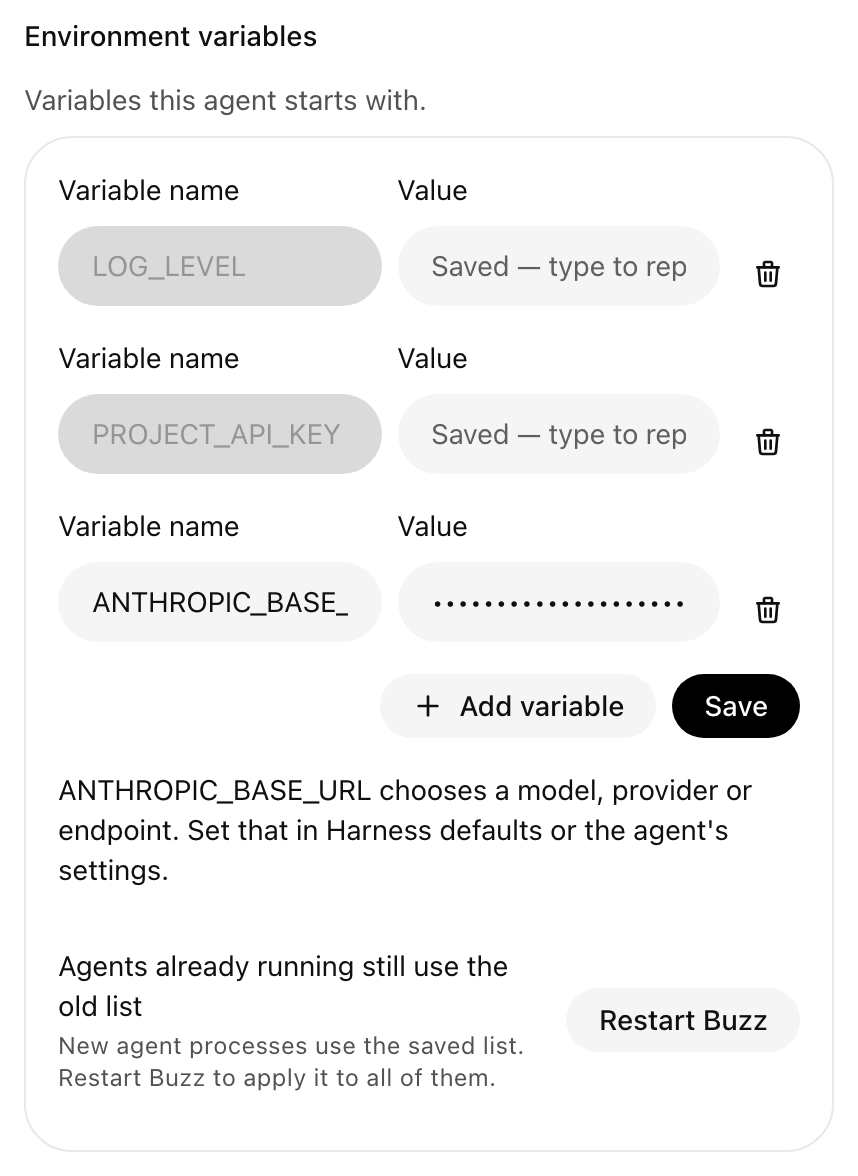 Environment variables
Variables this agent starts with.
Variable name Value
LOG_LEVEL Saved — type to rep
Variable name Value
PROJECT_API_KEY Saved — type to rep
Variable name Value
ANTHROPIC_BASE_ ••••••••••••••••••••
+ Add variable Save
ANTHROPIC_BASE_URL chooses a model, provider or
endpoint. Set that in Harness defaults or the agent's
settings.
Agents already running still use the
old list
New agent processes use the saved list.
Restart Buzz to apply it to all of them.
Restart Buzz